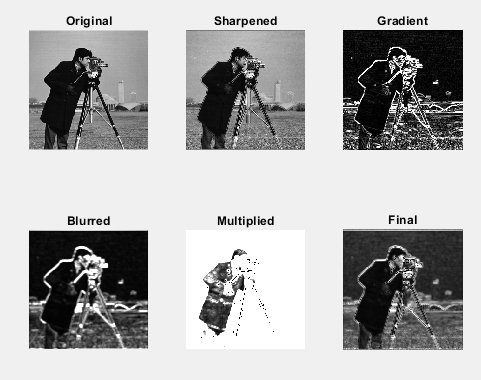 Original Sharpened Gradient
Blurred Multiplied Final